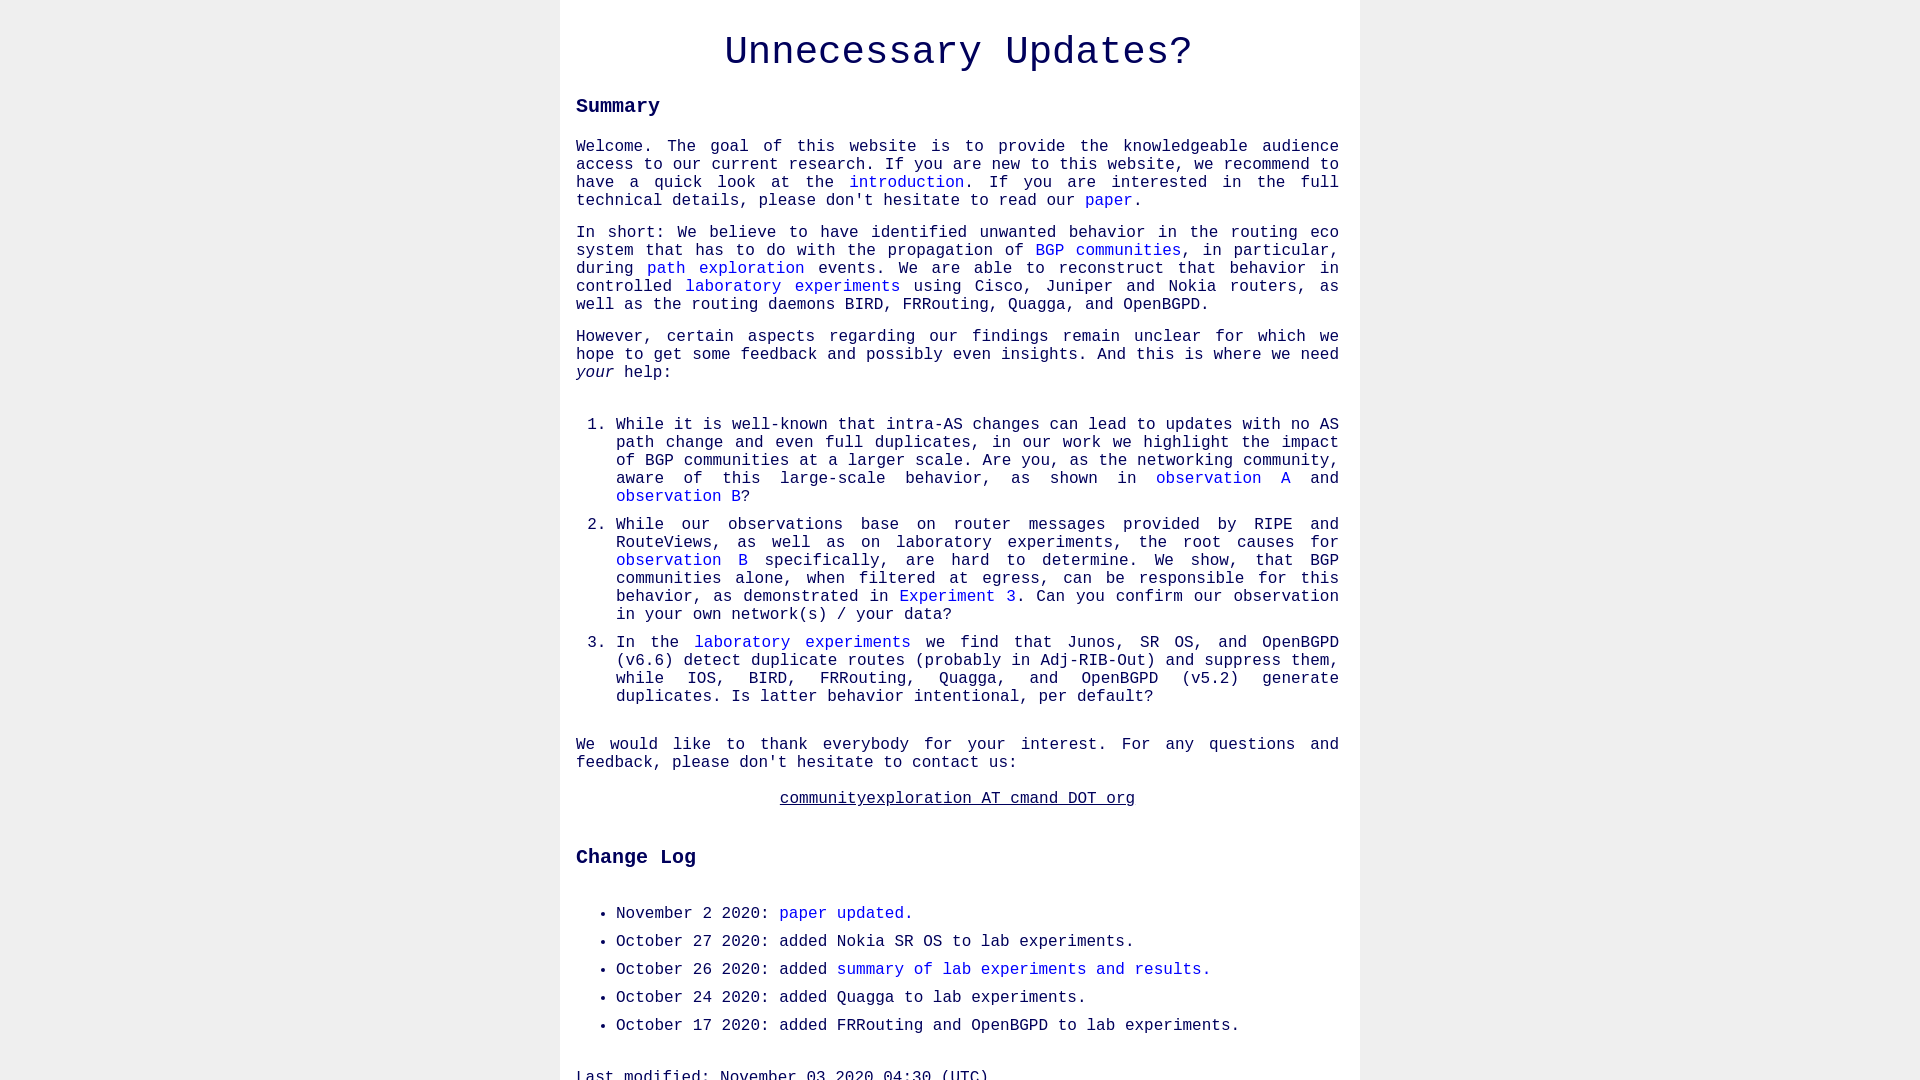 Unnecessary Updates?
Summary
Welcome. The goal of this website is to provide the knowledgeable audience
access to our current research. If you are new to this website, we recommend to
have a quick look at the introduction. If you are interested in the full
technical details, please don't hesitate to read our paper.
In short: We believe to have identified unwanted behavior in the routing eco
system that has to do with the propagation of BGP communities, in particular,
during path exploration events. We are able to reconstruct that behavior in
controlled laboratory experiments using Cisco, Juniper and Nokia routers, as
well as the routing daemons BIRD, FRRouting, Quagga, and OpenBGPD.
However, certain aspects regarding our findings remain unclear for which we
hope to get some feedback and possibly even insights. And this is where we need
your help:
1. While it is well-known that intra-AS changes can lead to updates with no AS
path change and even full duplicates, in our work we highlight the impact
of BGP communities at a larger scale. Are you, as the networking community,
aware of this large-scale behavior, as shown in observation A and
observation B?
2. While our observations base on router messages provided by RIPE and
RouteViews, as well as on laboratory experiments, the root causes for
observation B specifically, are hard to determine. We show, that BGP
communities alone, when filtered at egress, can be responsible for this
behavior, as demonstrated in Experiment 3. Can you confirm our observation
in your own network(s) / your data?
3. In the laboratory experiments we find that Junos, SR OS, and OpenBGPD
(v6.6) detect duplicate routes (probably in Adj-RIB-Out) and suppress them,
while IOS, BIRD, FRRouting, Quagga, and OpenBGPD (v5.2) generate
duplicates. Is latter behavior intentional, per default?
We would like to thank everybody for your interest. For any questions and
feedback, please don't hesitate to contact us:
communityexploration AT cmand DOT org
Change Log
• November 2 2020: paper updated.
• October 27 2020: added Nokia SR OS to lab experiments.
• October 26 2020: added summary of lab experiments and results.
• October 24 2020: added Quagga to lab experiments.
• October 17 2020: added FRRouting and OpenBGPD to lab experiments.
Last modified: November 03 2020 04:30 (UTC)